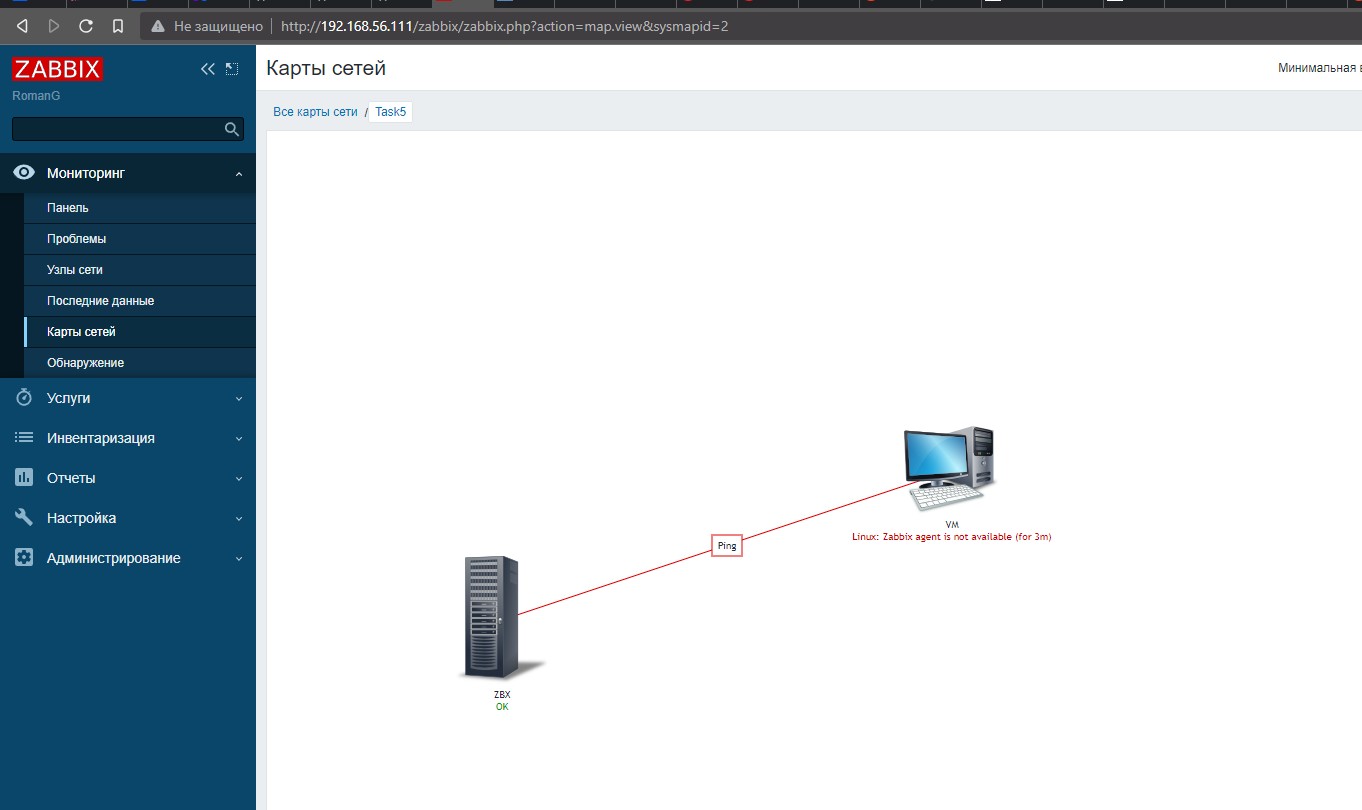 Не защищено http://192.168.56.111/zabbix/zabbix.php?action=map.view&sysmapid=2
ZABBIX
RomanG
Мониторинг
Панель
Проблемы
Узлы сети
Последние данные
Карты сетей
Обнаружение
Услуги
Инвентаризация
Отчеты
Настройка
Администрирование
Карты сетей
Минимальная
Все карты сети / Task5
VM
Linux: Zabbix agent is not available (for 3m)
Ping
ZBX
OK